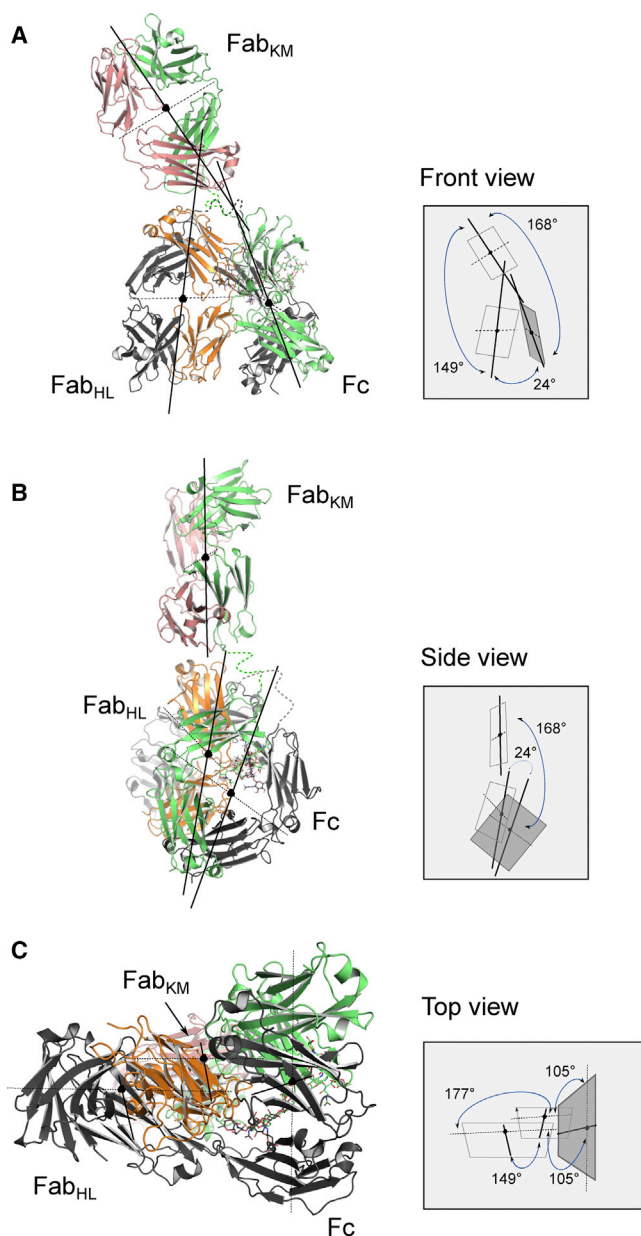 A
Fab_KM
Fab_HL
Fc
Front view
168°
149°
24°
B
Fab_KM
Fab_HL
Fc
Side view
168°
24°
C
Fab_KM
Fab_HL
Fc
Top view
105°
177°
149°
105°